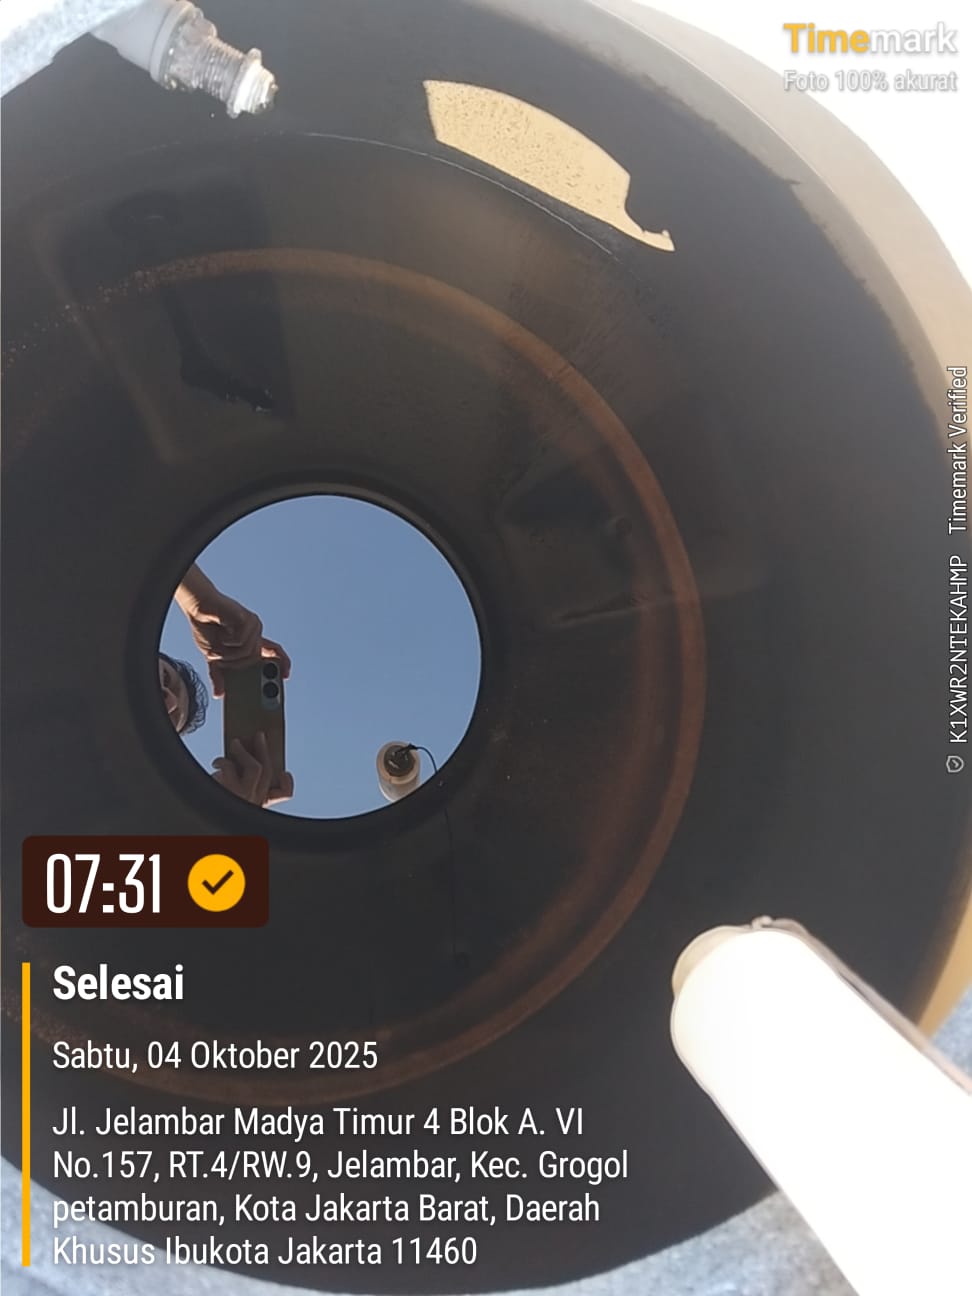 Timemark
Foto 100% akurat
K1XWR2NTEKAHMP Timemark Verified
07:31
Selesai
Sabtu, 04 Oktober 2025
Jl. Jelambar Madya Timur 4 Blok A. VI
No.157, RT.4/RW.9, Jelambar, Kec. Grogol
petamburan, Kota Jakarta Barat, Daerah
Khusus Ibukota Jakarta 11460